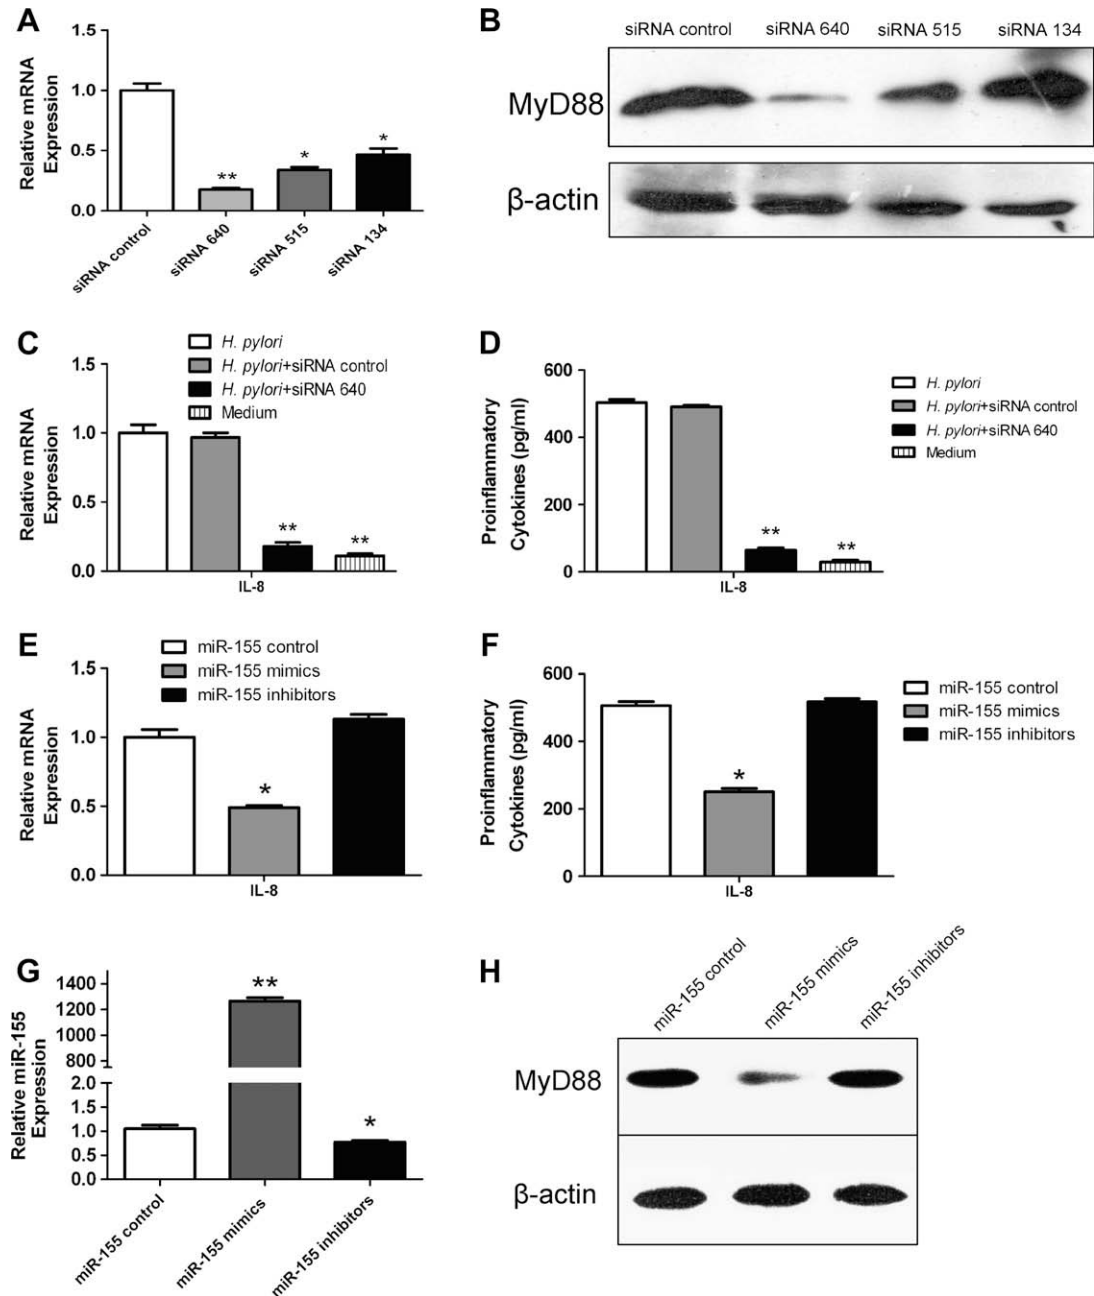 A
Relative mRNA
Expression
1.5
1.0
0.5
0.0
**
*
*
siRNA control
siRNA 640
siRNA 515
siRNA 134
B
siRNA control siRNA 640 siRNA 515 siRNA 134
MyD88
β-actin
C
H. pylori
H. pylori+siRNA control
H. pylori+siRNA 640
Medium
Relative mRNA
Expression
1.5
1.0
0.5
0.0
**
**
IL-8
D
Proinflammatory
Cytokines (pg/ml)
600
400
200
0
**
**
IL-8
H. pylori
H. pylori+siRNA control
H. pylori+siRNA 640
Medium
E
miR-155 control
miR-155 mimics
miR-155 inhibitors
Relative mRNA
Expression
1.5
1.0
0.5
0.0
*
IL-8
F
Proinflammatory
Cytokines (pg/ml)
600
400
200
0
*
IL-8
miR-155 control
miR-155 mimics
miR-155 inhibitors
G
Relative miR-155
Expression
1400
1200
1000
800
2.0
1.5
1.0
0.5
0.0
**
*
miR-155 control
miR-155 mimics
miR-155 inhibitors
H
miR-155 control
miR-155 mimics
miR-155 inhibitors
MyD88
β-actin